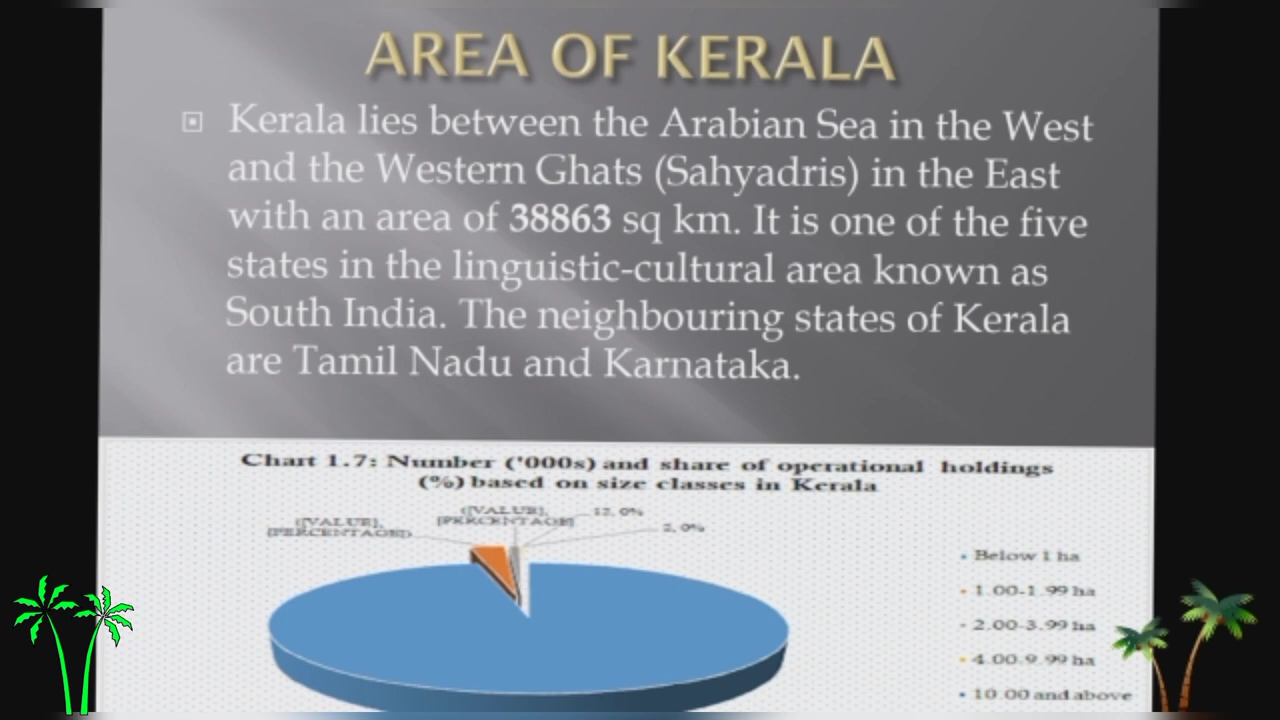 AREA OF KERALA
Kerala lies between the Arabian Sea in the West
and the Western Ghats (Sahyadris) in the East
with an area of 38863 sq km. It is one of the five
states in the linguistic-cultural area known as
South India. The neighbouring states of Kerala
are Tamil Nadu and Karnataka.
Chart 1.7: Number ('000s) and share of operational holdings
(%) based on size classes in Kerala
([VALUE],
[PERCENTAGE])
([VALUE],
[PERCENTAGE]
12, 0%
2, 0%
Below 1 ha
1.00-1.99 ha
2.00-3.99 ha
4.00-9.99 ha
10.00 and above